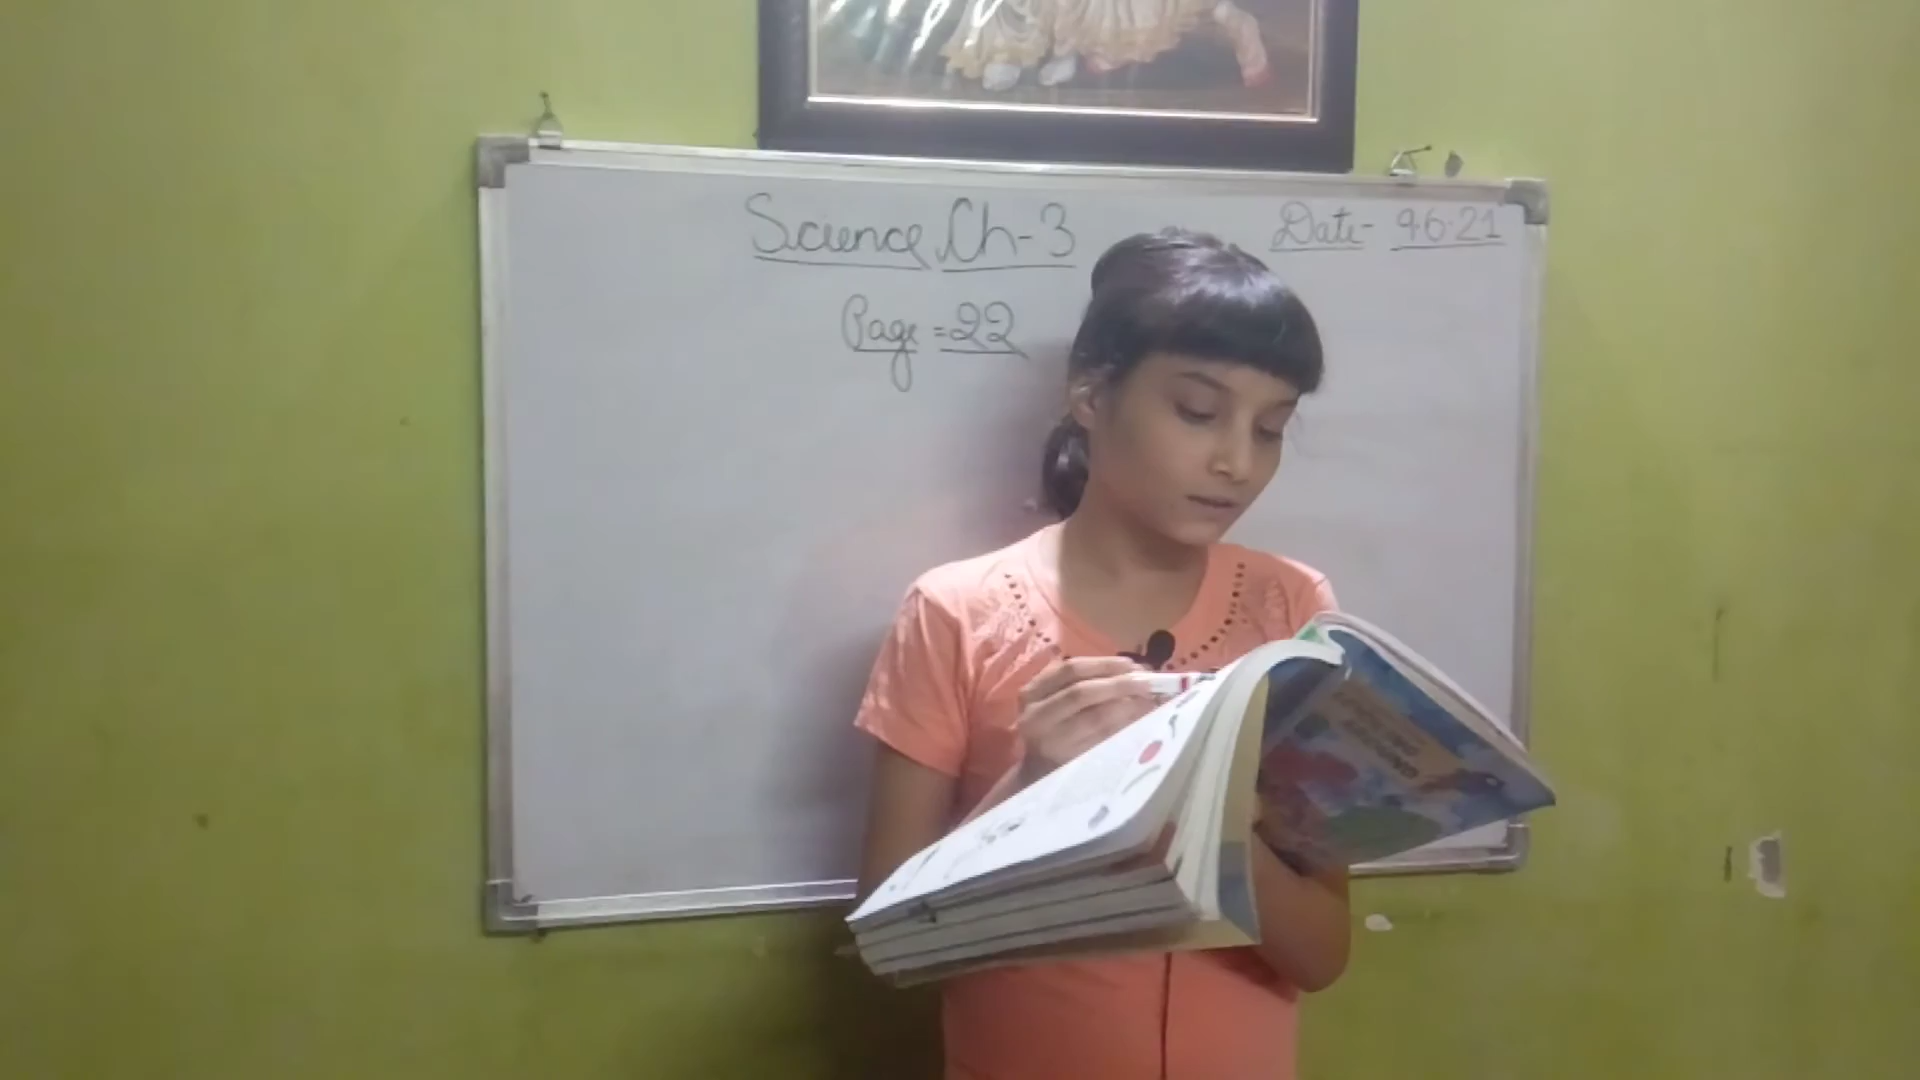 Science Ch-3
Date- 9.6.21
Page = 22